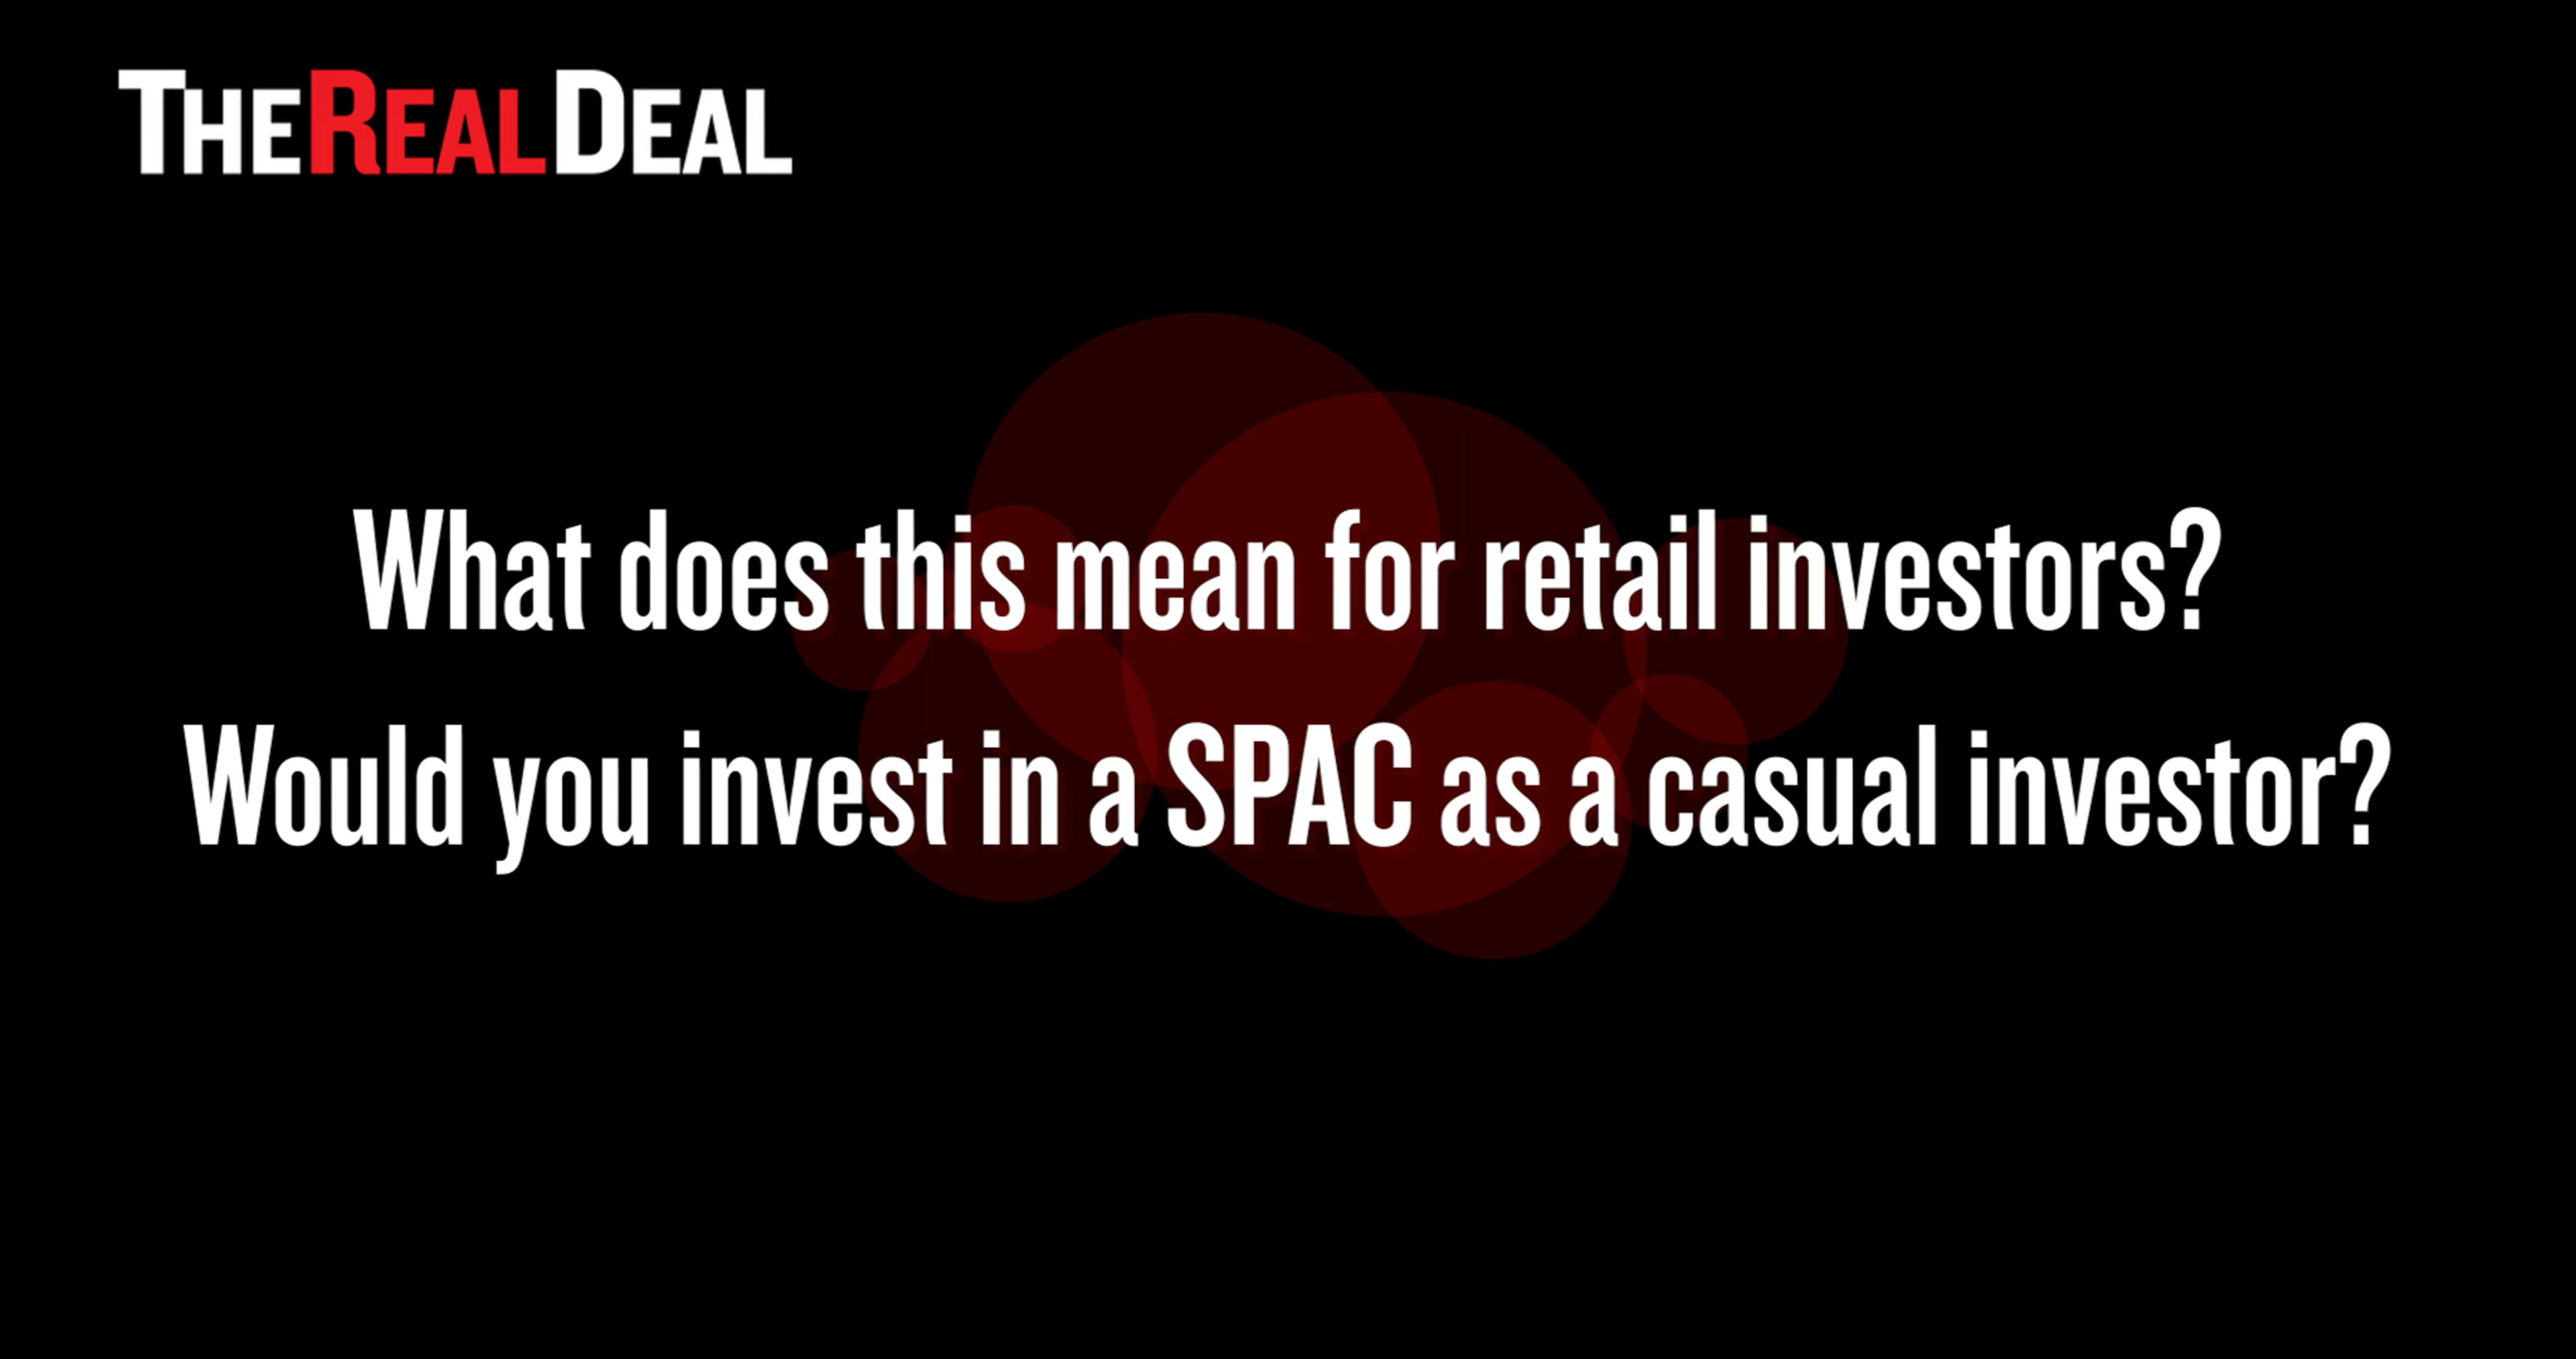 THEREALDEAL
What does this mean for retail investors?
Would you invest in a SPAC as a casual investor?